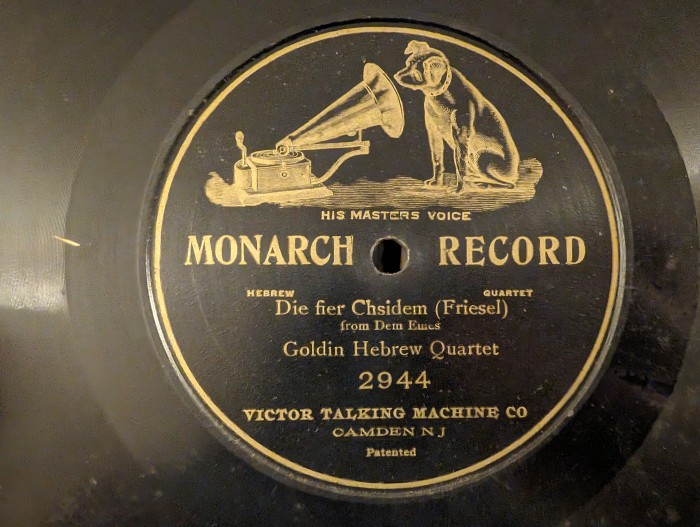 HIS MASTERS VOICE
MONARCH RECORD
HEBREW QUARTET
Die fier Chsidem (Friesel)
from Dem Emes
Goldin Hebrew Quartet
2944
VICTOR TALKING MACHINE CO
CAMDEN N J
Patented